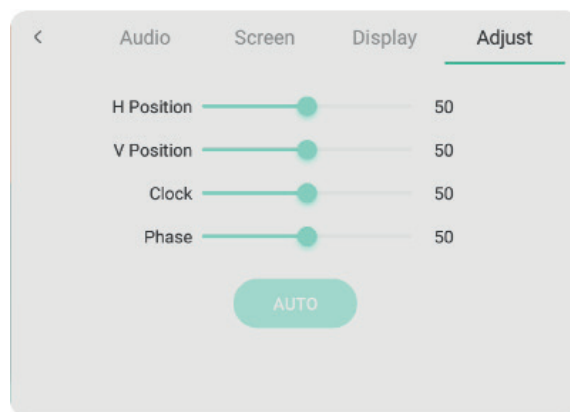 < Audio Screen Display Adjust
H Position 50
V Position 50
Clock 50
Phase 50
AUTO